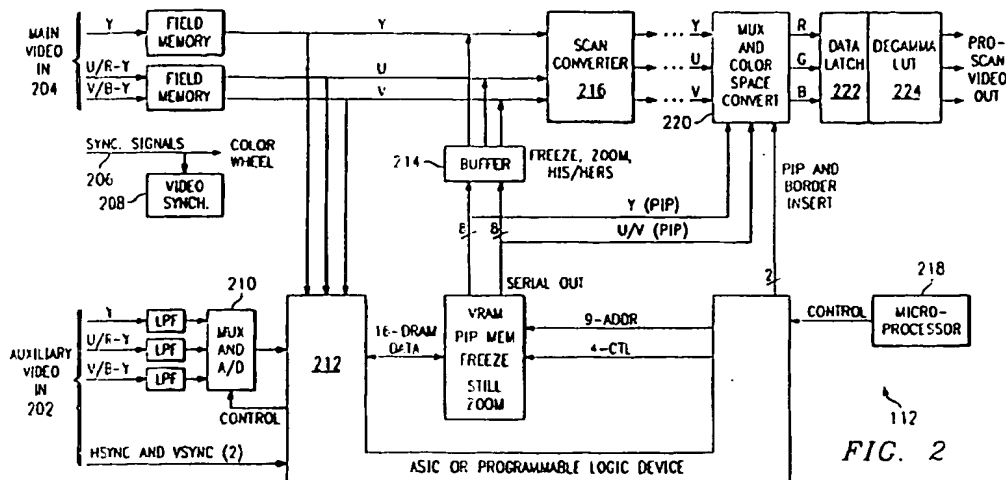 MAIN
VIDEO IN
204
Y
U/R-Y
V/B-Y
FIELD
MEMORY
FIELD
MEMORY
Y
U
V
SCAN
CONVERTER
216
... Y
... U
... V
MUX
AND
COLOR
SPACE
CONVERT
220
R
G
B
DATA
LATCH
222
DEGAMMA
LUT
224
PRO-
SCAN
VIDEO
OUT
SYNC. SIGNALS
206
COLOR
WHEEL
208
VIDEO
SYNCH.
214
BUFFER
FREEZE, ZOOM,
HIS/HERS
8
8
Y (PIP)
U/V (PIP)
PIP AND
BORDER
INSERT
2
SERIAL OUT
AUXILIARY
VIDEO IN
202
Y
U/R-Y
V/B-Y
LPF
LPF
LPF
210
MUX
AND
A/D
CONTROL
HSYNC AND VSYNC (2)
212
16-DRAM
DATA
VRAM
PIP MEM
FREEZE
STILL
ZOOM
9-ADDR
4-CTL
CONTROL
218
MICRO-
PROCESSOR
112
ASIC OR PROGRAMMABLE LOGIC DEVICE
FIG. 2